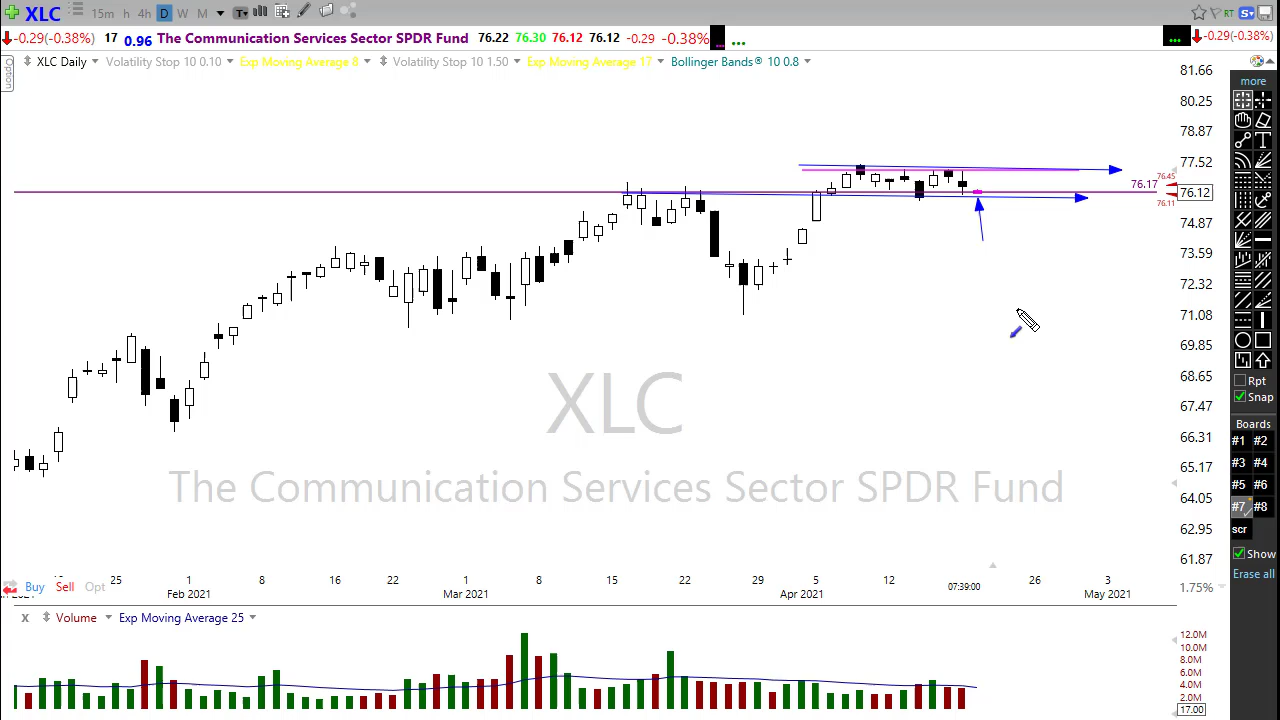 XLC 15m h 4h D W M T RT S
-0.29(-0.38%) 17 0.96 The Communication Services Sector SPDR Fund 76.22 76.30 76.12 76.12 -0.29 -0.38% ... ... -0.29(-0.38%)
Option XLC Daily Volatility Stop 10 0.10 Exp Moving Average 8 Volatility Stop 10 1.50 Exp Moving Average 17 Bollinger Bands® 10 0.8
81.66
more
80.25
78.87
77.52
76.45
76.17
76.12
76.11
74.87
73.59
72.32
71.08
69.85
68.65
Rpt
Snap
67.47
Boards
66.31
#1 #2
65.17
#3 #4
64.05
#5 #6
#7 #8
62.95
scr
61.87
Show
XLC
The Communication Services Sector SPDR Fund
Erase all
25 1 8 16 22 1 8 15 22 29 5 12 07:39:00 26 3
Buy Sell Opt 1.75%
Feb 2021 Mar 2021 Apr 2021 May 2021
x Volume Exp Moving Average 25
12.0M
10.0M
8.0M
6.0M
4.0M
2.0M
17.00